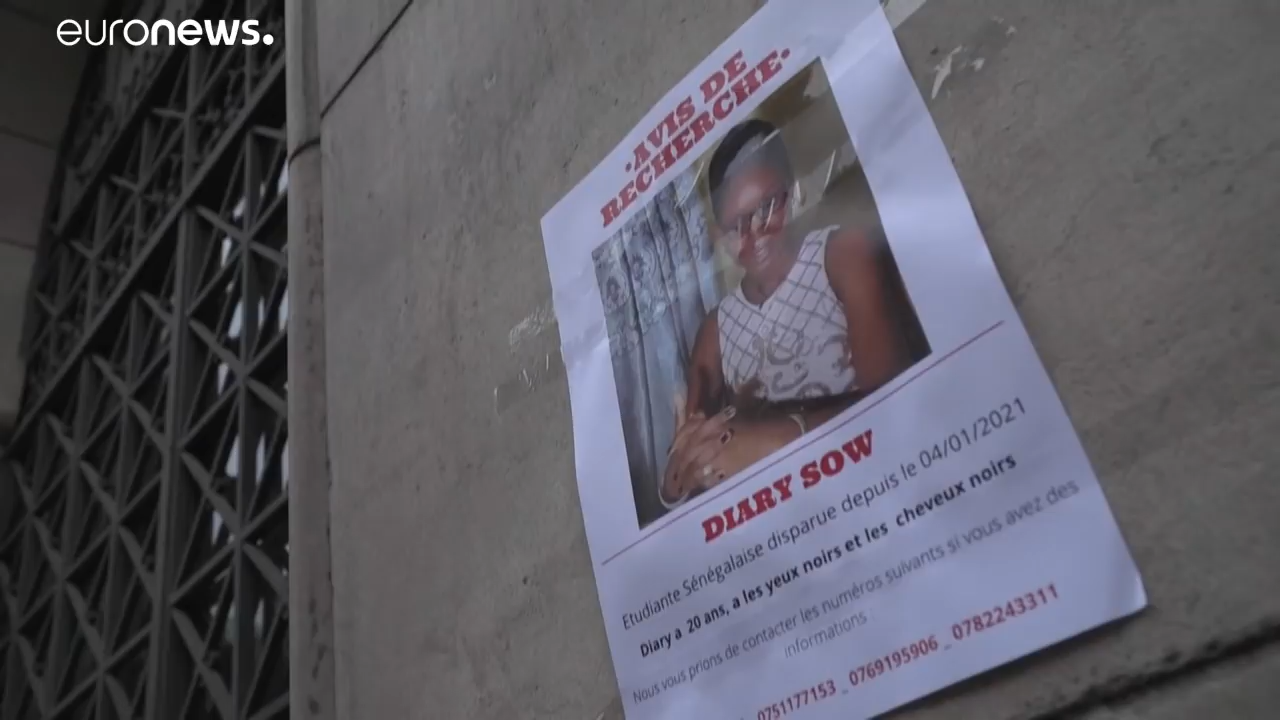 euronews.
·AVIS DE
RECHERCHE·
DIARY SOW
Etudiante Sénégalaise disparue depuis le 04/01/2021
Diary a 20 ans, a les yeux noirs et les cheveux noirs
Nous vous prions de contacter les numéros suivants si vous avez des
informations
0751177153 _ 0769195906 _ 0782243311